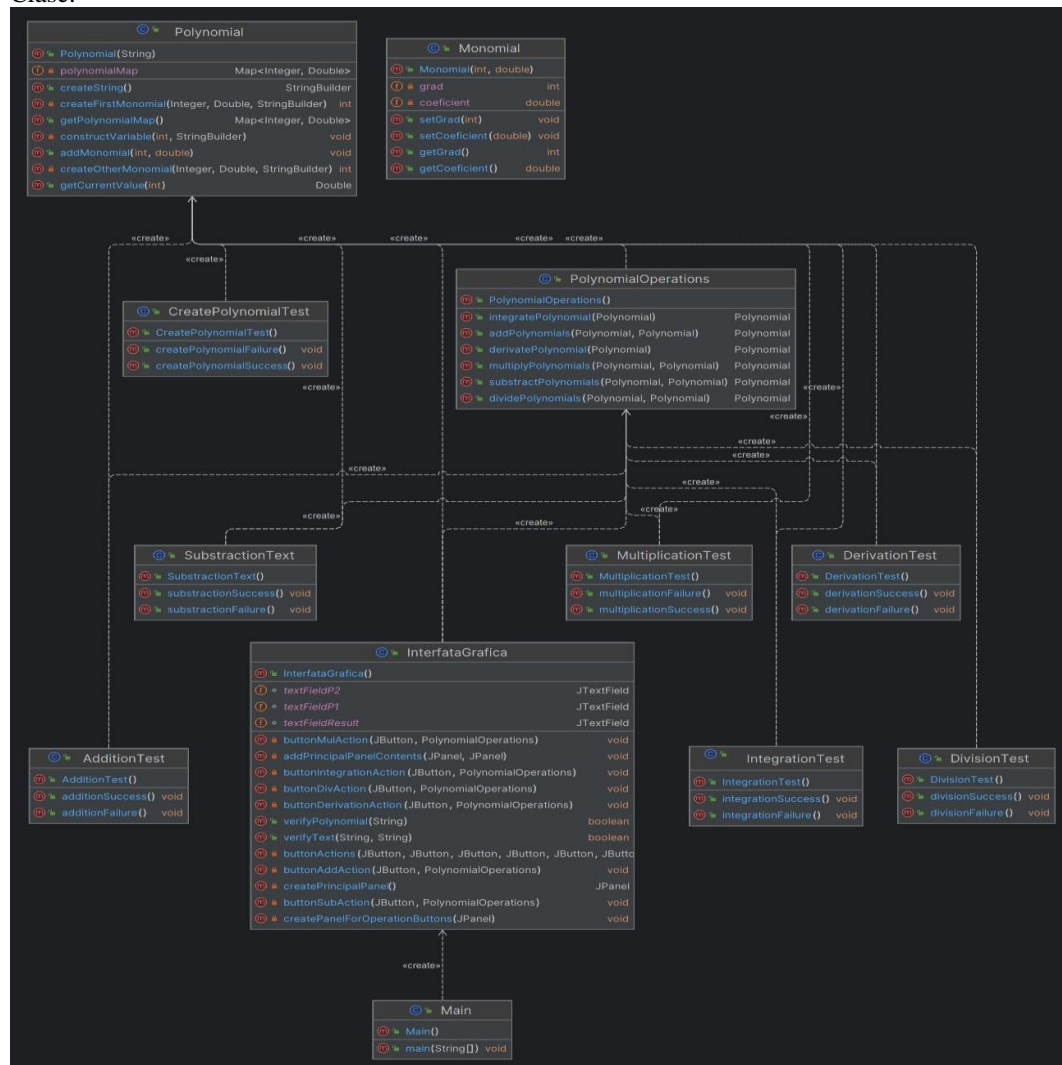 Clase:
Polynomial
Polynomial(String)
polynomialMap Map<Integer, Double>
createString() StringBuilder
createFirstMonomial(Integer, Double, StringBuilder) int
getPolynomialMap() Map<Integer, Double>
constructVariable(int, StringBuilder) void
addMonomial(int, double) void
createOtherMonomial(Integer, Double, StringBuilder) int
getCurrentValue(int) Double
Monomial
Monomial(int, double)
grad int
coeficient double
setGrad(int) void
setCoeficient(double) void
getGrad() int
getCoeficient() double
«create» «create» «create» «create» «create»
«create»
PolynomialOperations
PolynomialOperations()
integratePolynomial(Polynomial) Polynomial
addPolynomials(Polynomial, Polynomial) Polynomial
derivatePolynomial(Polynomial) Polynomial
multiplyPolynomials(Polynomial, Polynomial) Polynomial
substractPolynomials(Polynomial, Polynomial) Polynomial
dividePolynomials(Polynomial, Polynomial) Polynomial
CreatePolynomialTest
CreatePolynomialTest()
createPolynomialFailure() void
createPolynomialSuccess() void
«create» «create»
«create»
«create»
«create»
«create»
«create»
«create»
«create»
SubstractionText
SubstractionText()
substractionSuccess() void
substractionFailure() void
MultiplicationTest
MultiplicationTest()
multiplicationFailure() void
multiplicationSuccess() void
DerivationTest
DerivationTest()
derivationSuccess() void
derivationFailure() void
InterfataGrafica
InterfataGrafica()
textFieldP2 JTextField
textFieldP1 JTextField
textFieldResult JTextField
buttonMulAction(JButton, PolynomialOperations) void
addPrincipalPanelContents(JPanel, JPanel) void
buttonIntegrationAction(JButton, PolynomialOperations) void
buttonDivAction(JButton, PolynomialOperations) void
buttonDerivationAction(JButton, PolynomialOperations) void
verifyPolynomial(String) boolean
verifyText(String, String) boolean
buttonActions(JButton, JButton, JButton, JButton, JButton, JButto
buttonAddAction(JButton, PolynomialOperations) void
createPrincipalPanel() JPanel
buttonSubAction(JButton, PolynomialOperations) void
createPanelForOperationButtons(JPanel) void
AdditionTest
AdditionTest()
additionSuccess() void
additionFailure() void
IntegrationTest
IntegrationTest()
integrationSuccess() void
integrationFailure() void
DivisionTest
DivisionTest()
divisionSuccess() void
divisionFailure() void
«create»
Main
Main()
main(String[]) void